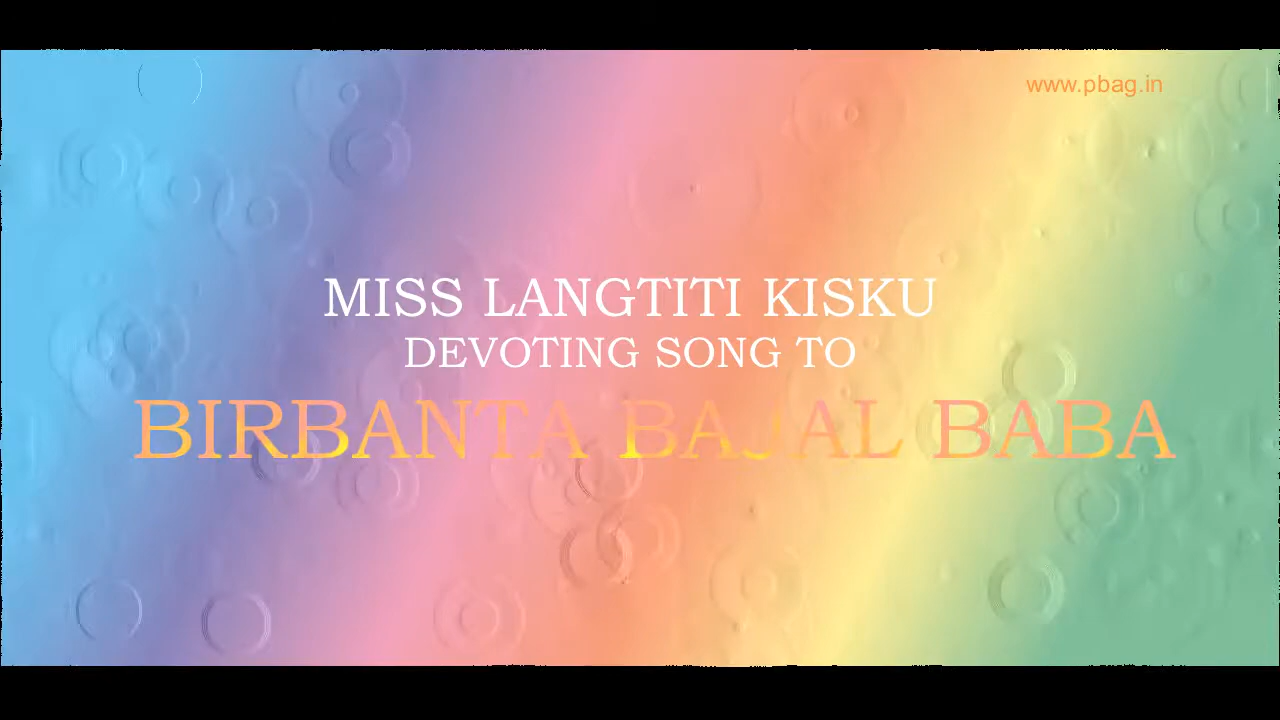 www.pbag.in
MISS LANGTITI KISKU
DEVOTING SONG TO
BIRBANTA BAJAL BABA